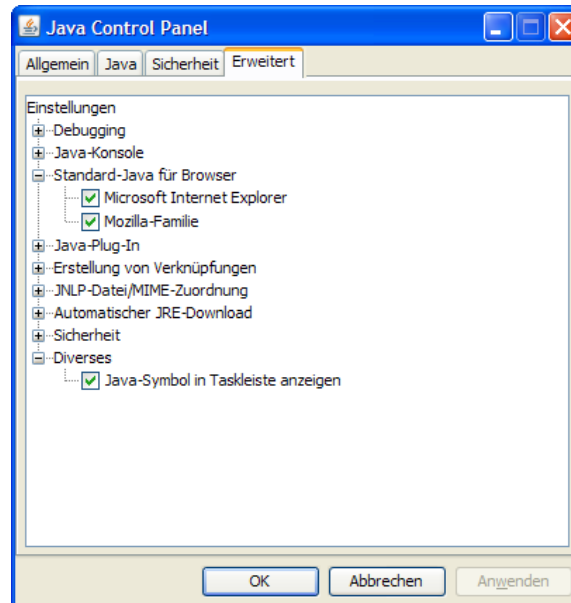 Java Control Panel
Allgemein Java Sicherheit Erweitert
Einstellungen
Debugging
Java-Konsole
Standard-Java für Browser
Microsoft Internet Explorer
Mozilla-Familie
Java-Plug-In
Erstellung von Verknüpfungen
JNLP-Datei/MIME-Zuordnung
Automatischer JRE-Download
Sicherheit
Diverses
Java-Symbol in Taskleiste anzeigen
OK Abbrechen Anwenden